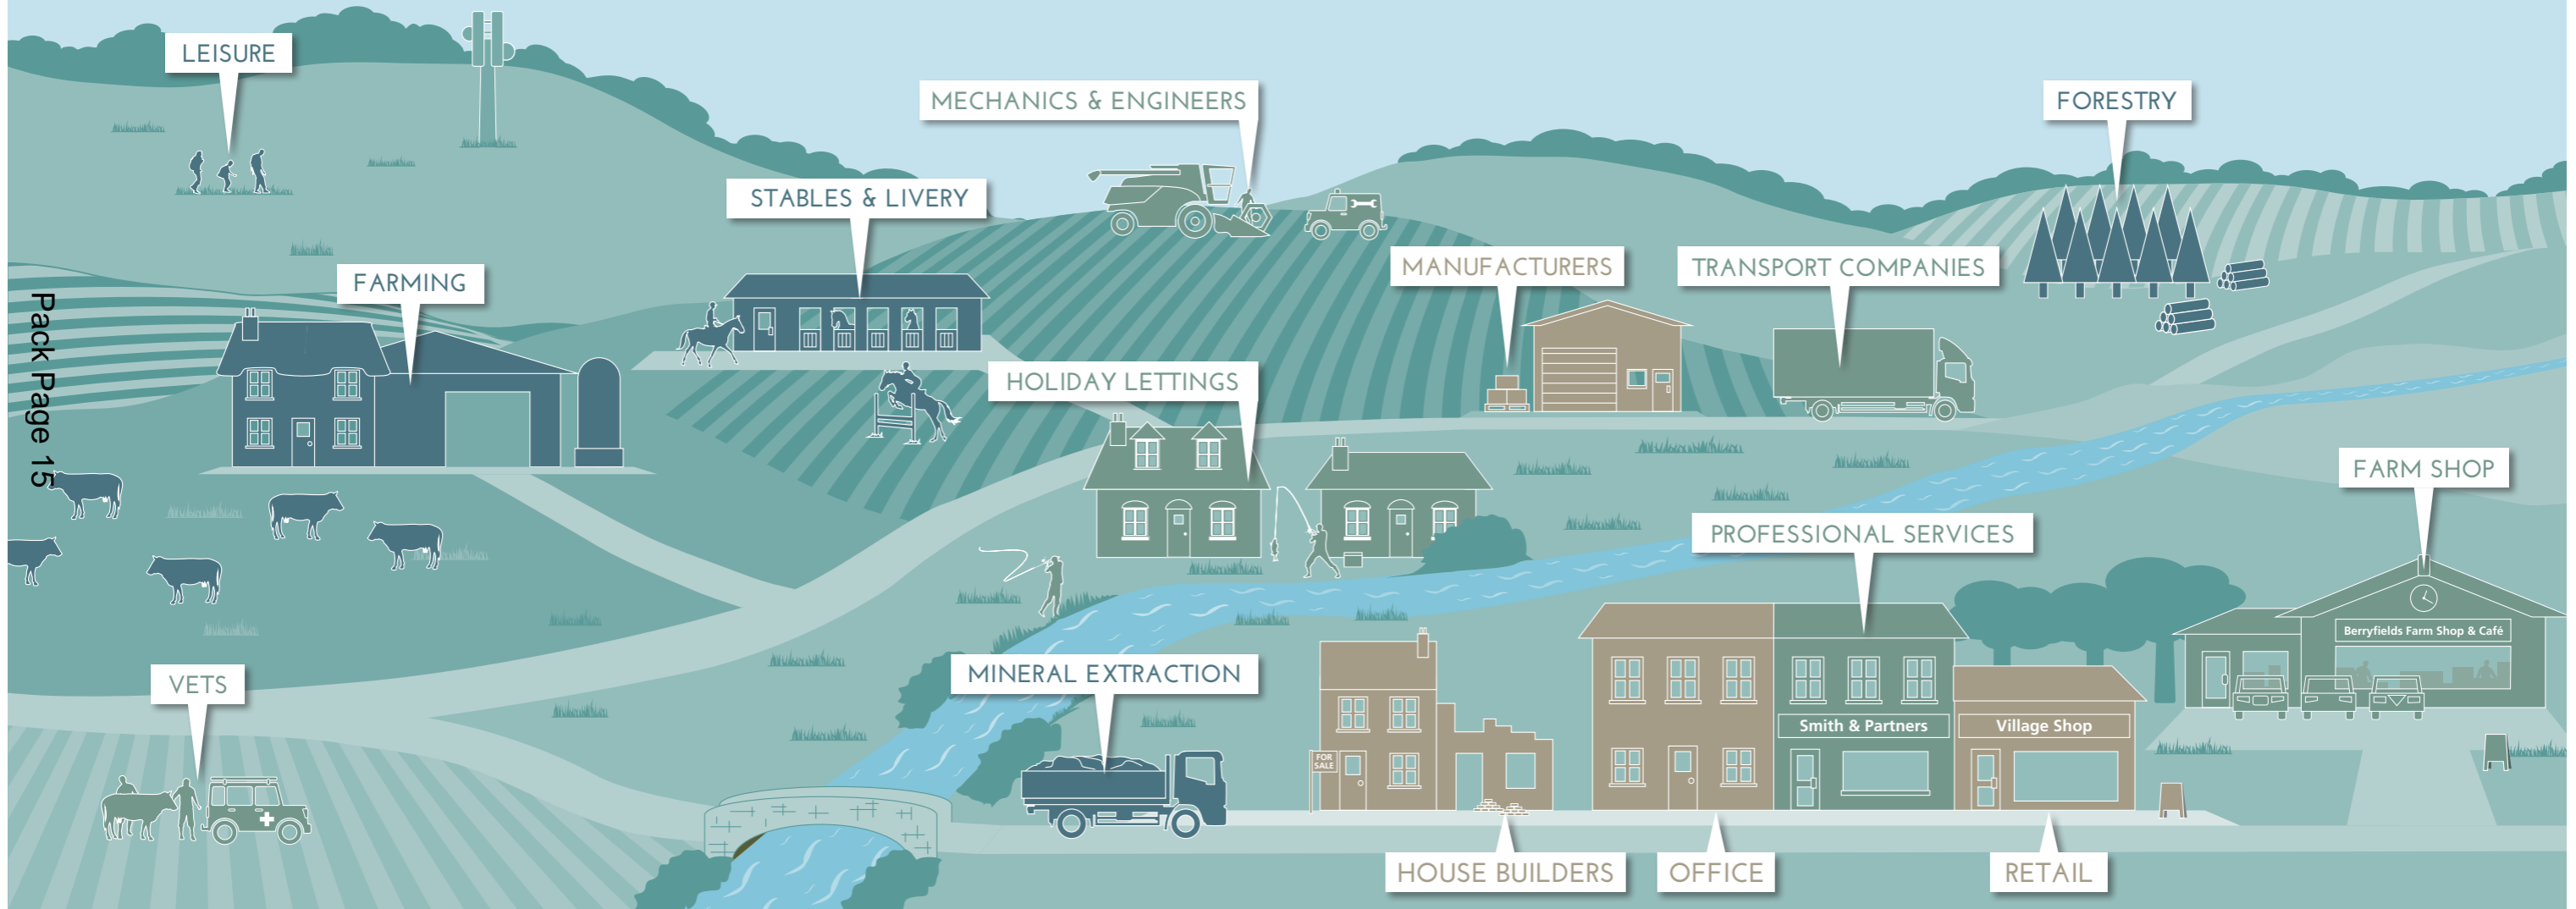 LEISURE
MECHANICS & ENGINEERS
FORESTRY
STABLES & LIVERY
MANUFACTURERS
TRANSPORT COMPANIES
FARMING
Pack Page 15
HOLIDAY LETTINGS
FARM SHOP
PROFESSIONAL SERVICES
Berryfields Farm Shop & Café
VETS
MINERAL EXTRACTION
Smith & Partners
Village Shop
FOR
SALE
HOUSE BUILDERS
OFFICE
RETAIL